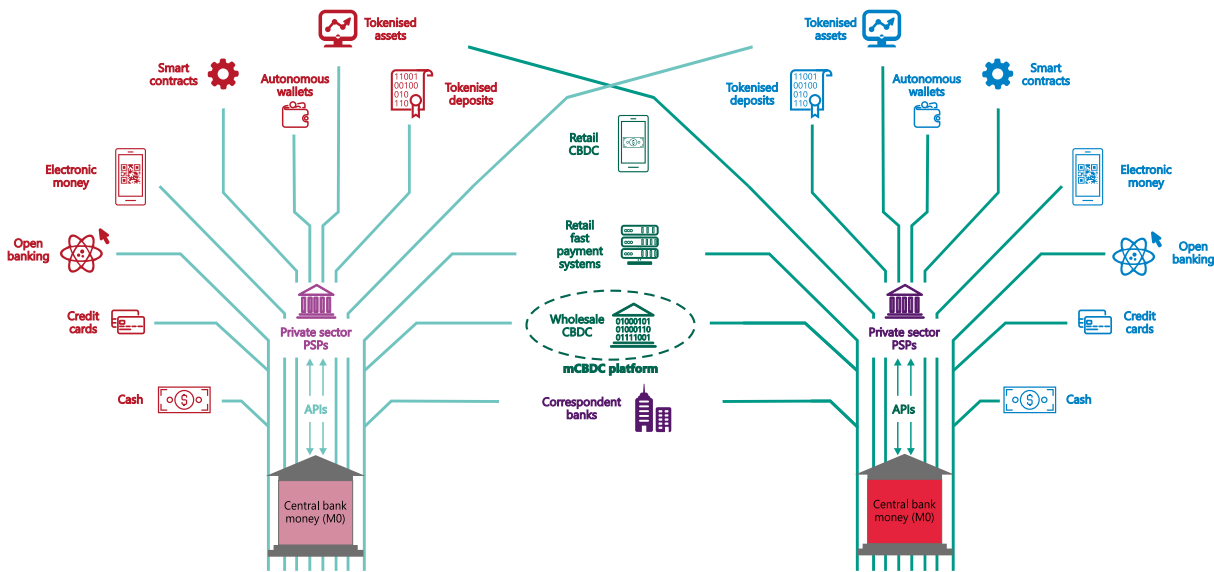 Tokenised
assets
Smart
contracts
Autonomous
wallets
11001
00100
010
110
Tokenised
deposits
Electronic
money
Open
banking
Credit
cards
Cash
$
Private sector
PSPs
APIs
Central bank
money (M0)
Retail
CBDC
$
Retail
fast
payment
systems
Wholesale
CBDC
01000101
01000110
01111001
mCBDC platform
Correspondent
banks
Tokenised
assets
Tokenised
deposits
11001
00100
010
110
Autonomous
wallets
Smart
contracts
Electronic
money
Open
banking
Credit
cards
$
Cash
Private sector
PSPs
APIs
Central bank
money (M0)